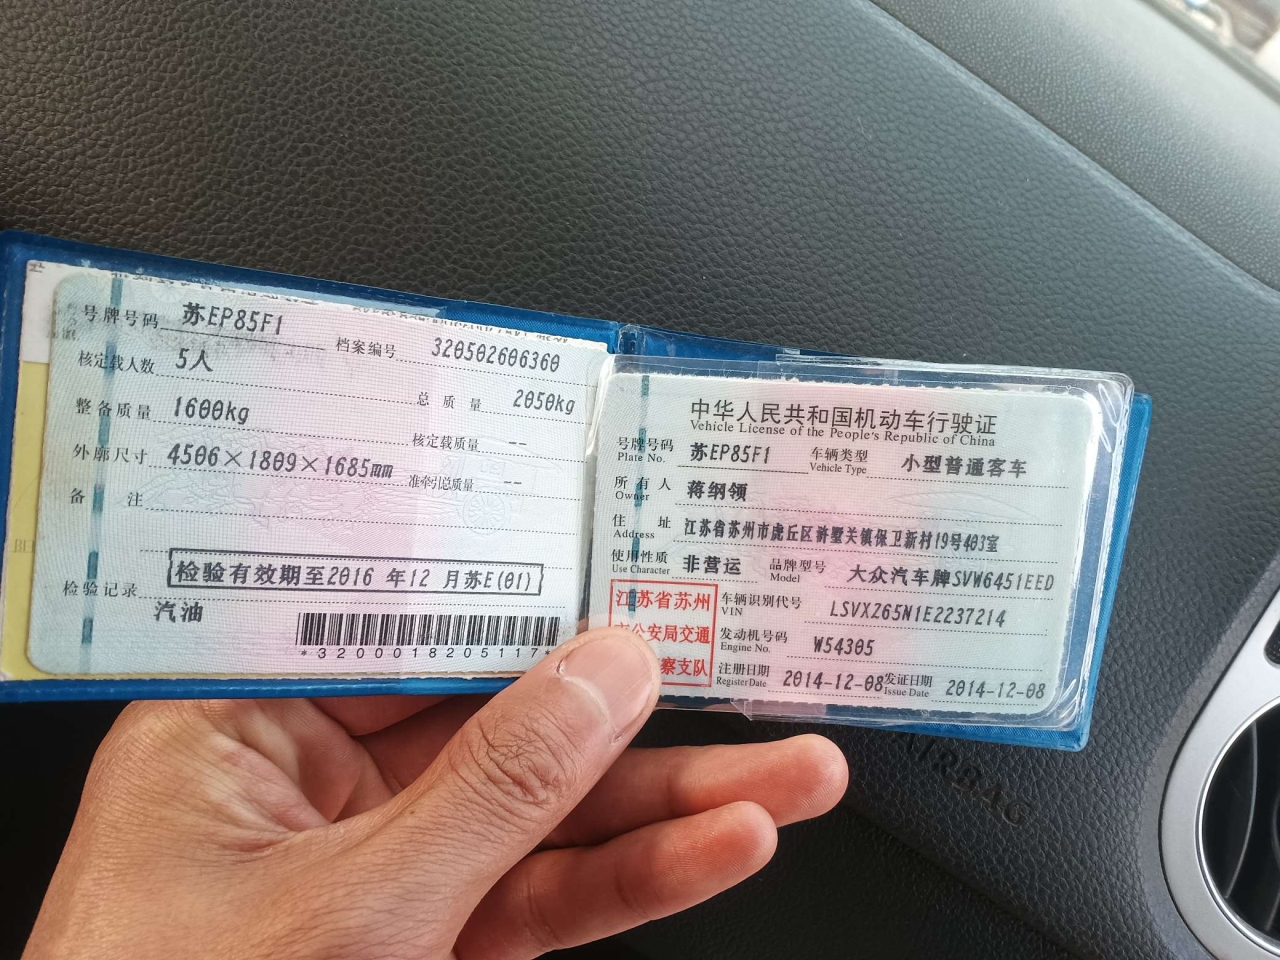 号牌号码 苏EP85F1 档案编号 320502606360
核定载人数 5人 总质量 2050kg
整备质量 1600kg 核定载质量 --
外廓尺寸 4506×1809×1685mm 准牵引总质量 --
备注
检验记录 检验有效期至2016 年12 月苏E(01)
汽油
*3200018205117*
中华人民共和国机动车行驶证
Vehicle License of the People's Republic of China
号牌号码 苏EP85F1 车辆类型 小型普通客车
Plate No. Vehicle Type
所有人 蒋纲领
Owner
住址 江苏省苏州市虎丘区浒墅关镇保卫新村19号403室
Address
使用性质 非营运 品牌型号 大众汽车牌SVW6451EED
Use Character Model
江苏省苏州 车辆识别代号 LSVXZ65N1E2237214
VIN
公安局交通 发动机号码 W54305
Engine No.
察支队 注册日期 2014-12-08 发证日期 2014-12-08
Register Date Issue Date
AIRBAG